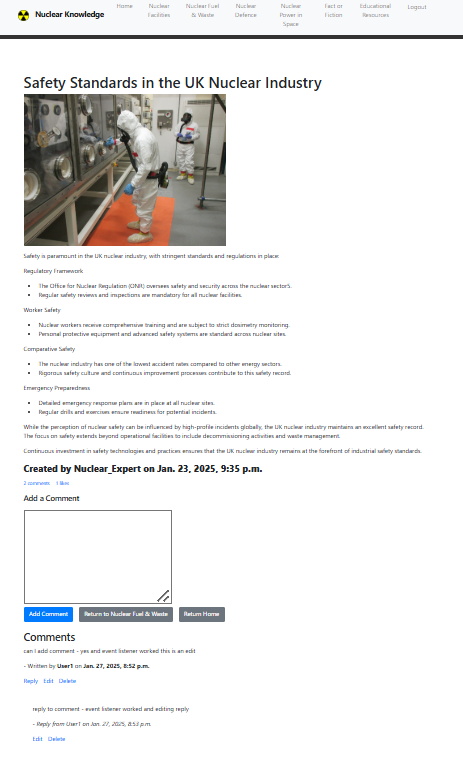 Nuclear Knowledge
Home
Nuclear
Facilities
Nuclear Fuel
& Waste
Nuclear
Defence
Nuclear
Power in
Space
Fact or
Fiction
Educational
Resources
Logout
Safety Standards in the UK Nuclear Industry
Safety is paramount in the UK nuclear industry, with stringent standards and regulations in place:
Regulatory Framework
The Office for Nuclear Regulation (ONR) oversees safety and security across the nuclear sector5.
Regular safety reviews and inspections are mandatory for all nuclear facilities.
Worker Safety
Nuclear workers receive comprehensive training and are subject to strict dosimetry monitoring.
Personal protective equipment and advanced safety systems are standard across nuclear sites.
Comparative Safety
The nuclear industry has one of the lowest accident rates compared to other energy sectors.
Rigorous safety culture and continuous improvement processes contribute to this safety record.
Emergency Preparedness
Detailed emergency response plans are in place at all nuclear sites.
Regular drills and exercises ensure readiness for potential incidents.
While the perception of nuclear safety can be influenced by high-profile incidents globally, the UK nuclear industry maintains an excellent safety record.
The focus on safety extends beyond operational facilities to include decommissioning activities and waste management.
Continuous investment in safety technologies and practices ensures that the UK nuclear industry remains at the forefront of industrial safety standards.
Created by Nuclear_Expert on Jan. 23, 2025, 9:35 p.m.
2 comments 1 likes
Add a Comment
Add Comment
Return to Nuclear Fuel & Waste
Return Home
Comments
can I add comment - yes and event listener worked this is an edit
- Written by User1 on Jan. 27, 2025, 8:52 p.m.
Reply Edit Delete
reply to comment - event listener worked and editing reply
- Reply from User1 on Jan. 27, 2025, 8:53 p.m.
Edit Delete